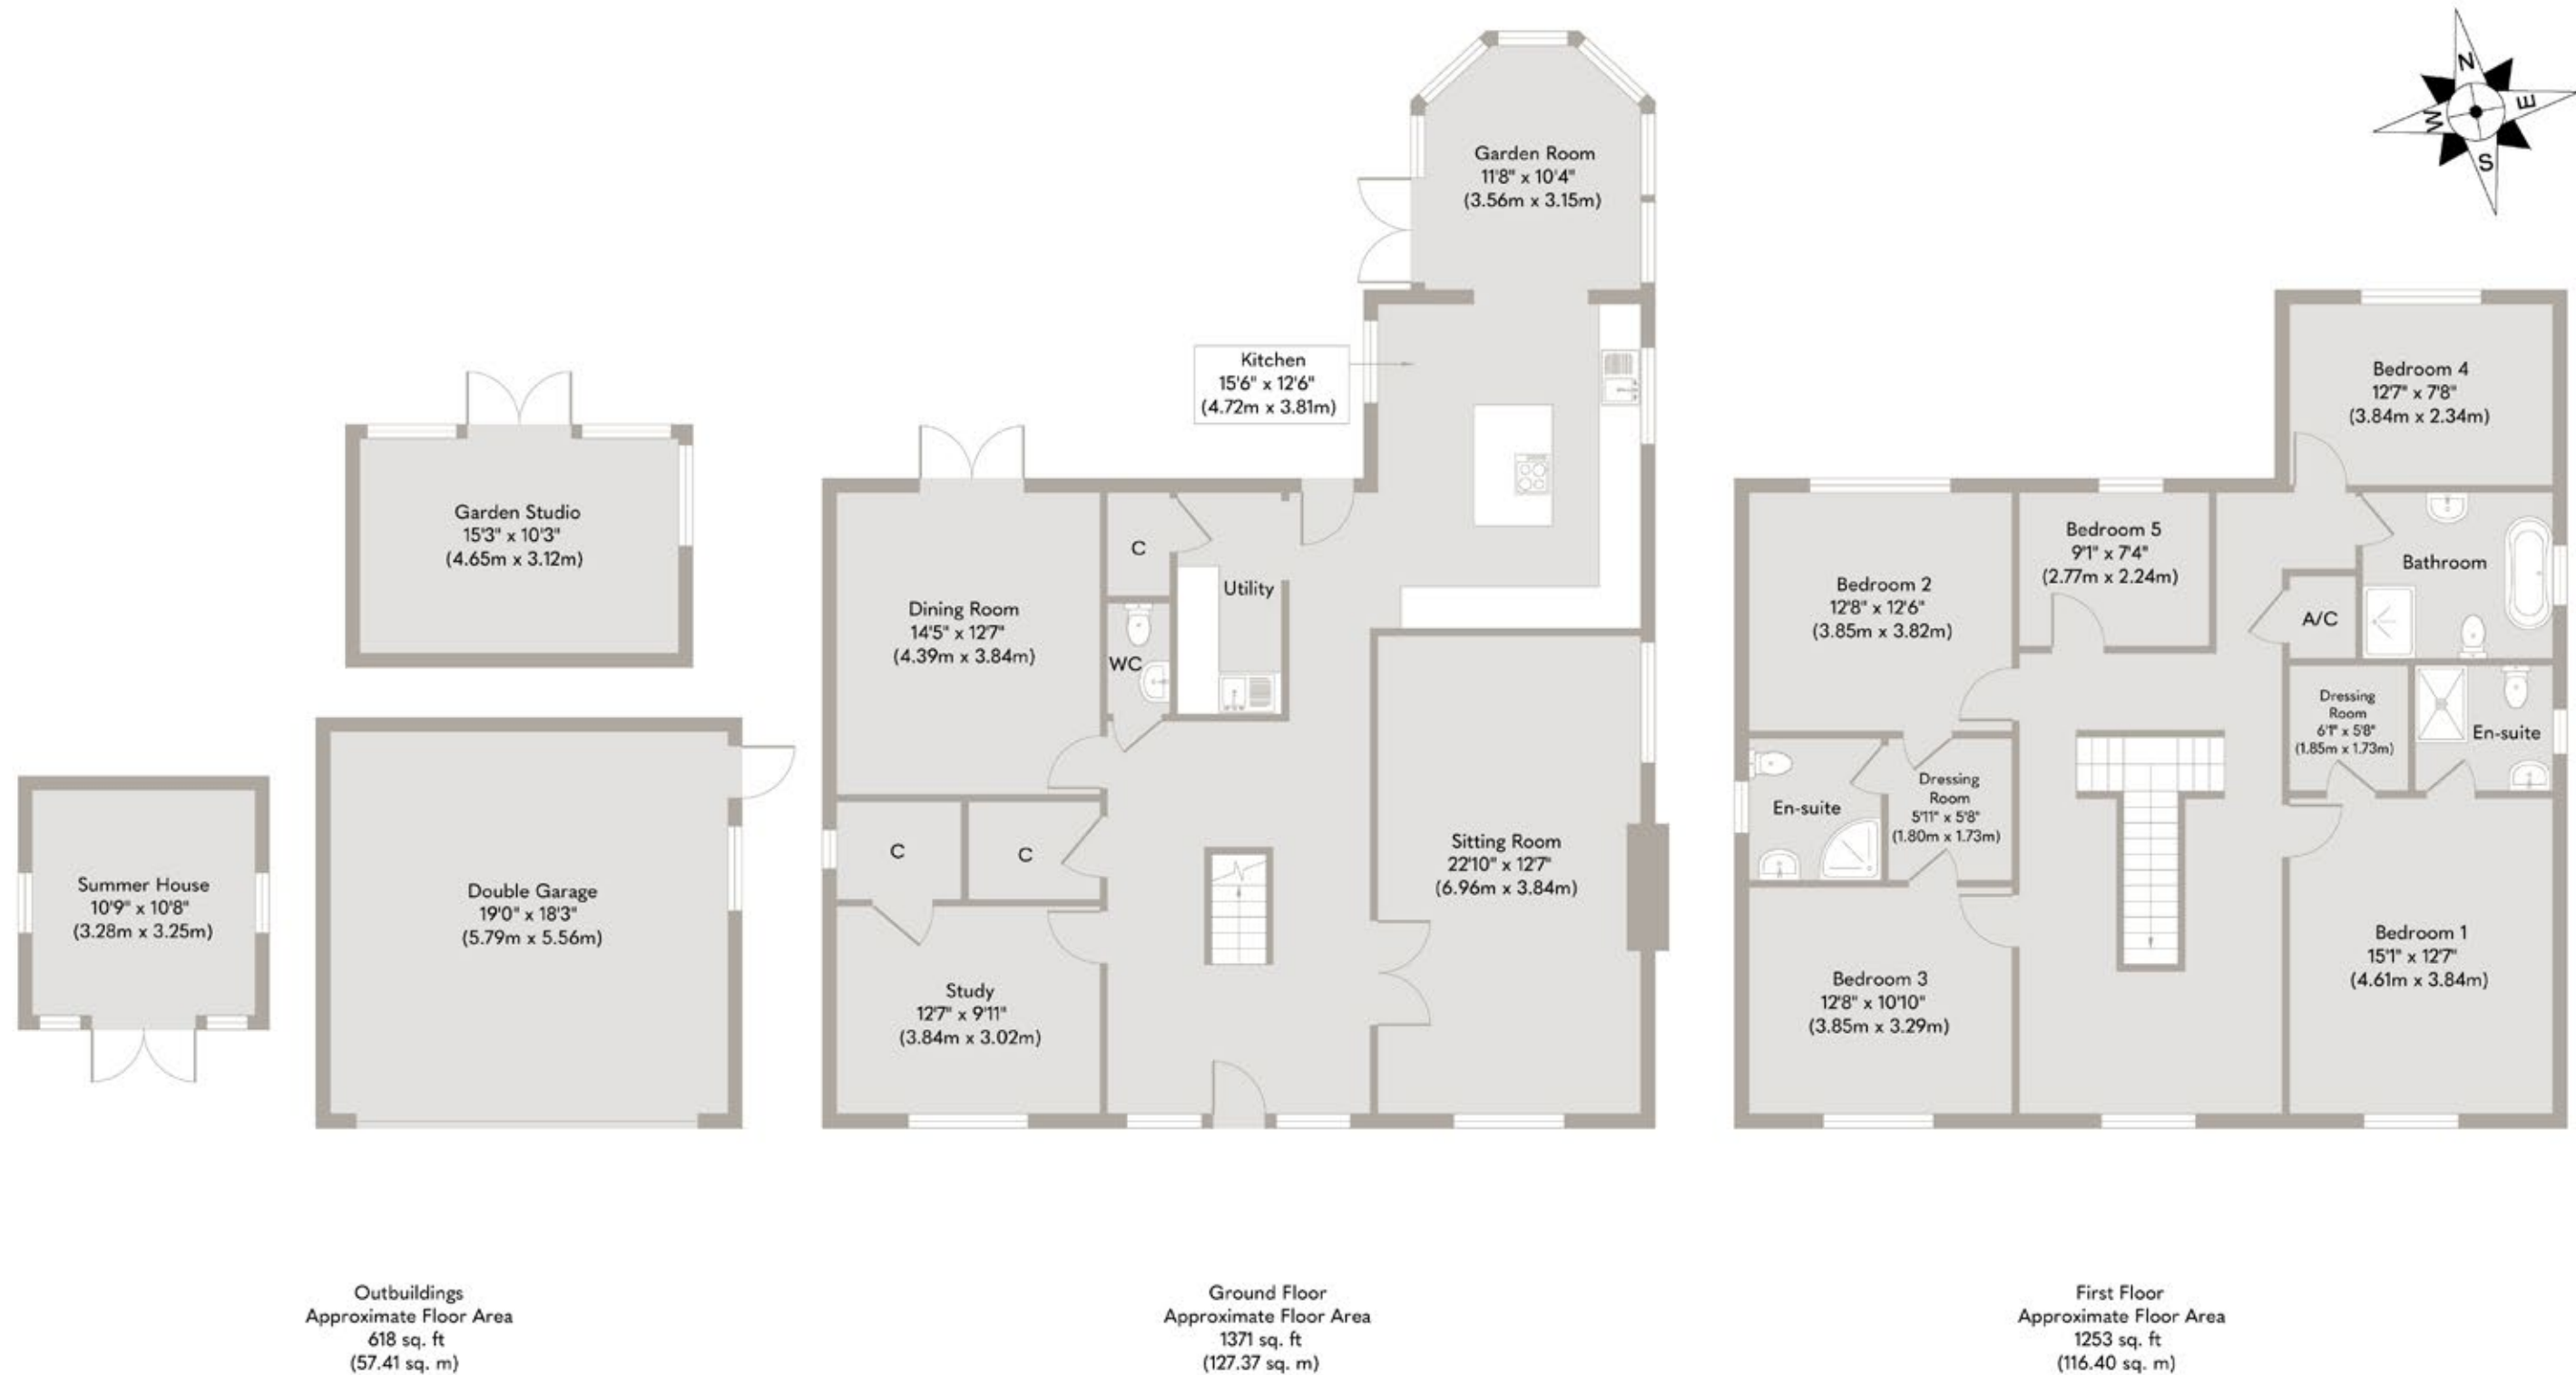 N
E
S
W
Garden Room
11'8" x 10'4"
(3.56m x 3.15m)
Kitchen
15'6" x 12'6"
(4.72m x 3.81m)
Garden Studio
15'3" x 10'3"
(4.65m x 3.12m)
Double Garage
19'0" x 18'3"
(5.79m x 5.56m)
Summer House
10'9" x 10'8"
(3.28m x 3.25m)
Dining Room
14'5" x 12'7"
(4.39m x 3.84m)
C
Utility
WC
C
C
Study
12'7" x 9'11"
(3.84m x 3.02m)
Sitting Room
22'10" x 12'7"
(6.96m x 3.84m)
Bedroom 4
12'7" x 7'8"
(3.84m x 2.34m)
Bedroom 5
9'1" x 7'4"
(2.77m x 2.24m)
Bedroom 2
12'8" x 12'6"
(3.85m x 3.82m)
Bathroom
A/C
Dressing
Room
6'1" x 5'8"
(1.85m x 1.73m)
En-suite
En-suite
Dressing
Room
5'11" x 5'8"
(1.80m x 1.73m)
Bedroom 3
12'8" x 10'10"
(3.85m x 3.29m)
Bedroom 1
15'1" x 12'7"
(4.61m x 3.84m)
Outbuildings
Approximate Floor Area
618 sq. ft
(57.41 sq. m)
Ground Floor
Approximate Floor Area
1371 sq. ft
(127.37 sq. m)
First Floor
Approximate Floor Area
1253 sq. ft
(116.40 sq. m)